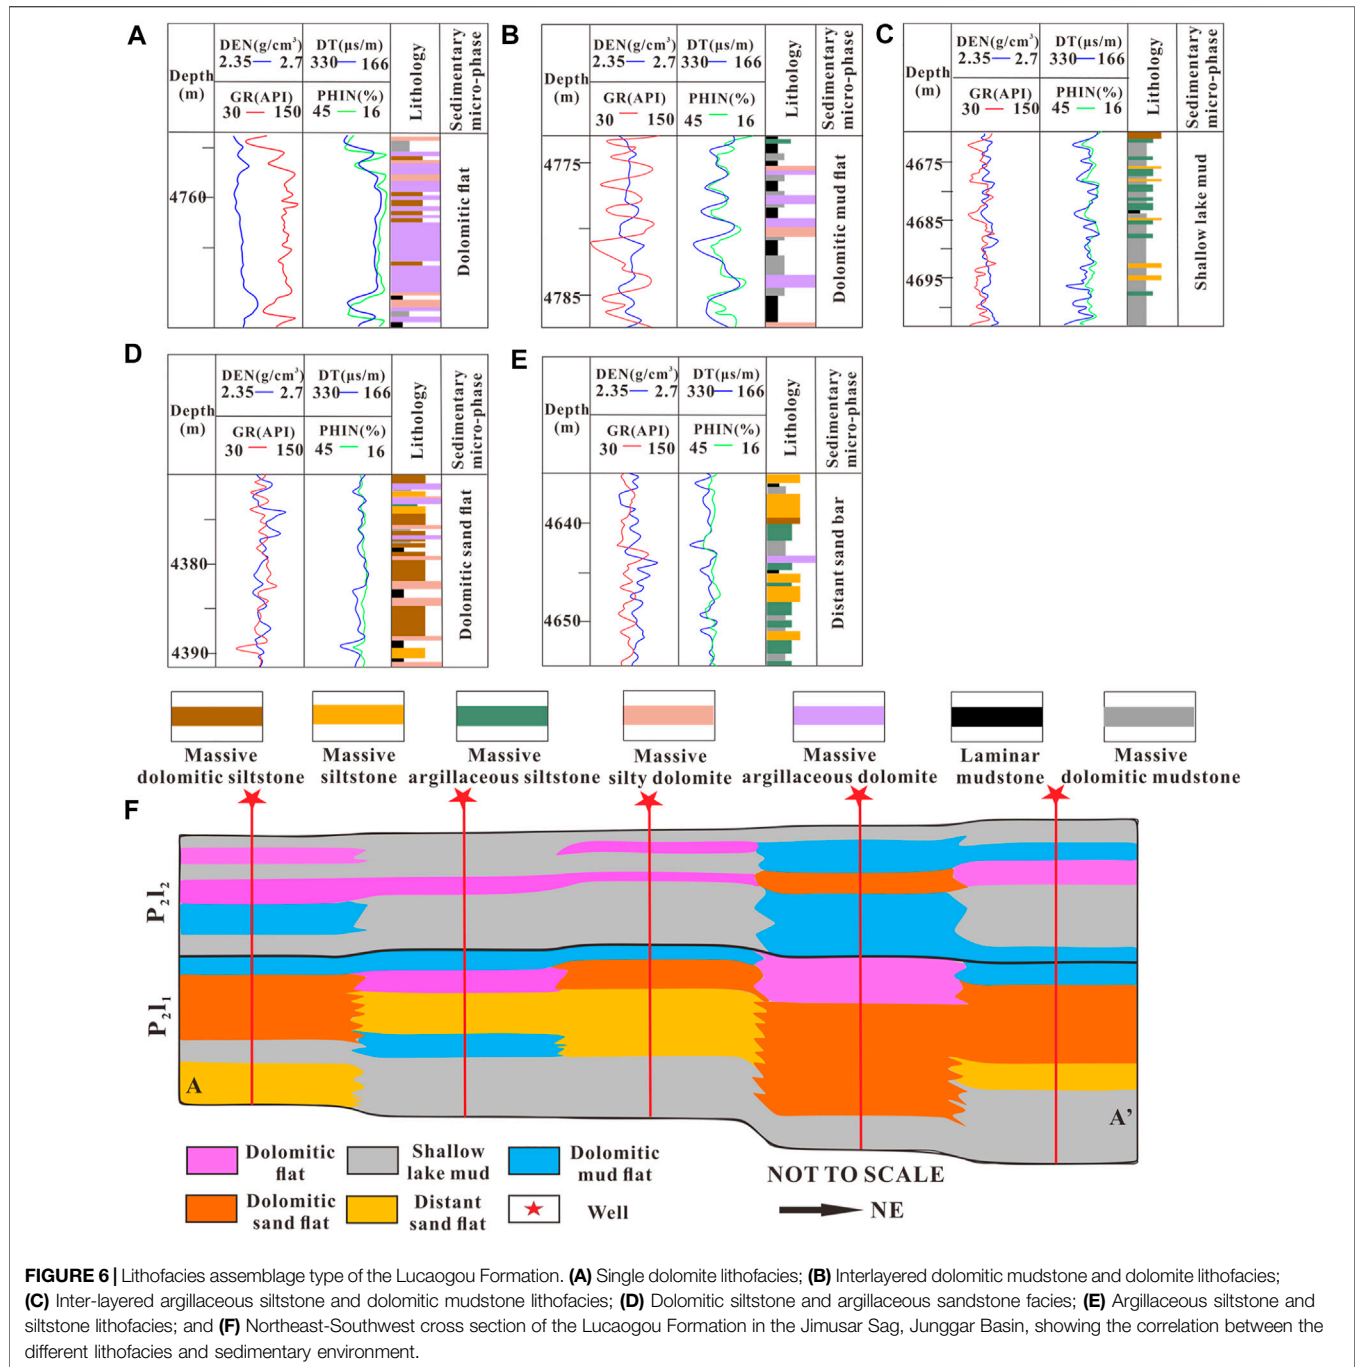 A
Depth
(m)
DEN(g/cm³)
2.35 2.7
GR(API)
30 150
DT(μs/m)
330 166
PHIN(%)
45 16
Lithology
Sedimentary
micro-phase
4760
Dolomitic flat
B
Depth
(m)
DEN(g/cm³)
2.35 2.7
GR(API)
30 150
DT(μs/m)
330 166
PHIN(%)
45 16
Lithology
Sedimentary
micro-phase
4775
4785
Dolomitic mud flat
C
Depth
(m)
DEN(g/cm³)
2.35 2.7
GR(API)
30 150
DT(μs/m)
330 166
PHIN(%)
45 16
Lithology
Sedimentary
micro-phase
4675
4685
4695
Shallow lake mud
D
Depth
(m)
DEN(g/cm³)
2.35 2.7
GR(API)
30 150
DT(μs/m)
330 166
PHIN(%)
45 16
Lithology
Sedimentary
micro-phase
4380
4390
Dolomitic sand flat
E
Depth
(m)
DEN(g/cm³)
2.35 2.7
GR(API)
30 150
DT(μs/m)
330 166
PHIN(%)
45 16
Lithology
Sedimentary
micro-phase
4640
4650
Distant sand bar
Massive
dolomitic siltstone
Massive
siltstone
Massive
argillaceous siltstone
Massive
silty dolomite
Massive
argillaceous dolomite
Laminar
mudstone
Massive
dolomitic mudstone
F
P₂l₂
P₂l₁
A
A’
Dolomitic
flat
Shallow
lake mud
Dolomitic
mud flat
Dolomitic
sand flat
Distant
sand flat
Well
NOT TO SCALE
NE
FIGURE 6 | Lithofacies assemblage type of the Lucaogou Formation. (A) Single dolomite lithofacies; (B) Interlayered dolomitic mudstone and dolomite lithofacies;
(C) Inter-layered argillaceous siltstone and dolomitic mudstone lithofacies; (D) Dolomitic siltstone and argillaceous sandstone facies; (E) Argillaceous siltstone and
siltstone lithofacies; and (F) Northeast-Southwest cross section of the Lucaogou Formation in the Jimusar Sag, Junggar Basin, showing the correlation between the
different lithofacies and sedimentary environment.